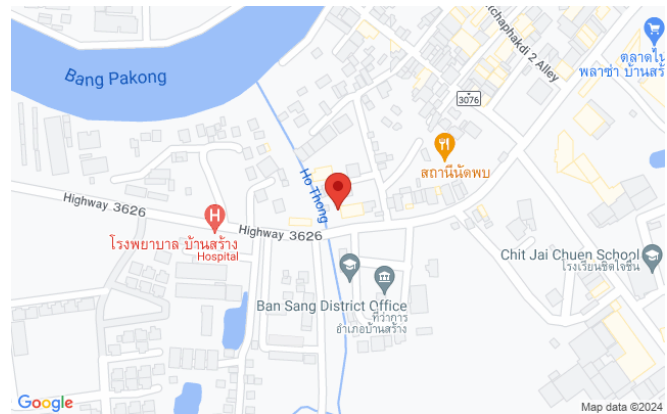 chaphakdi 2 Alley
ตลาดไน
พลาซ่า บ้านสร้
Bang Pakong
3076
สถานีนัดพบ
Ho Thong
Highway 3626
H
โรงพยาบาล บ้านสร้าง
Hospital
Highway 3626
Chit Jai Chuen School
โรงเรียนชิตใจชื่น
Ban Sang District Office
ที่ว่าการ
อำเภอบ้านสร้าง
Google
Map data ©2024